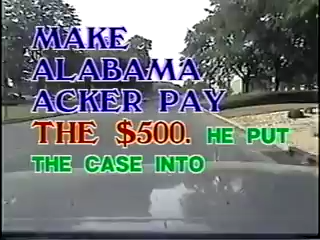 MAKE
ALABAMA
ACKER PAY
THE $500. HE PUT
THE CASE INTO